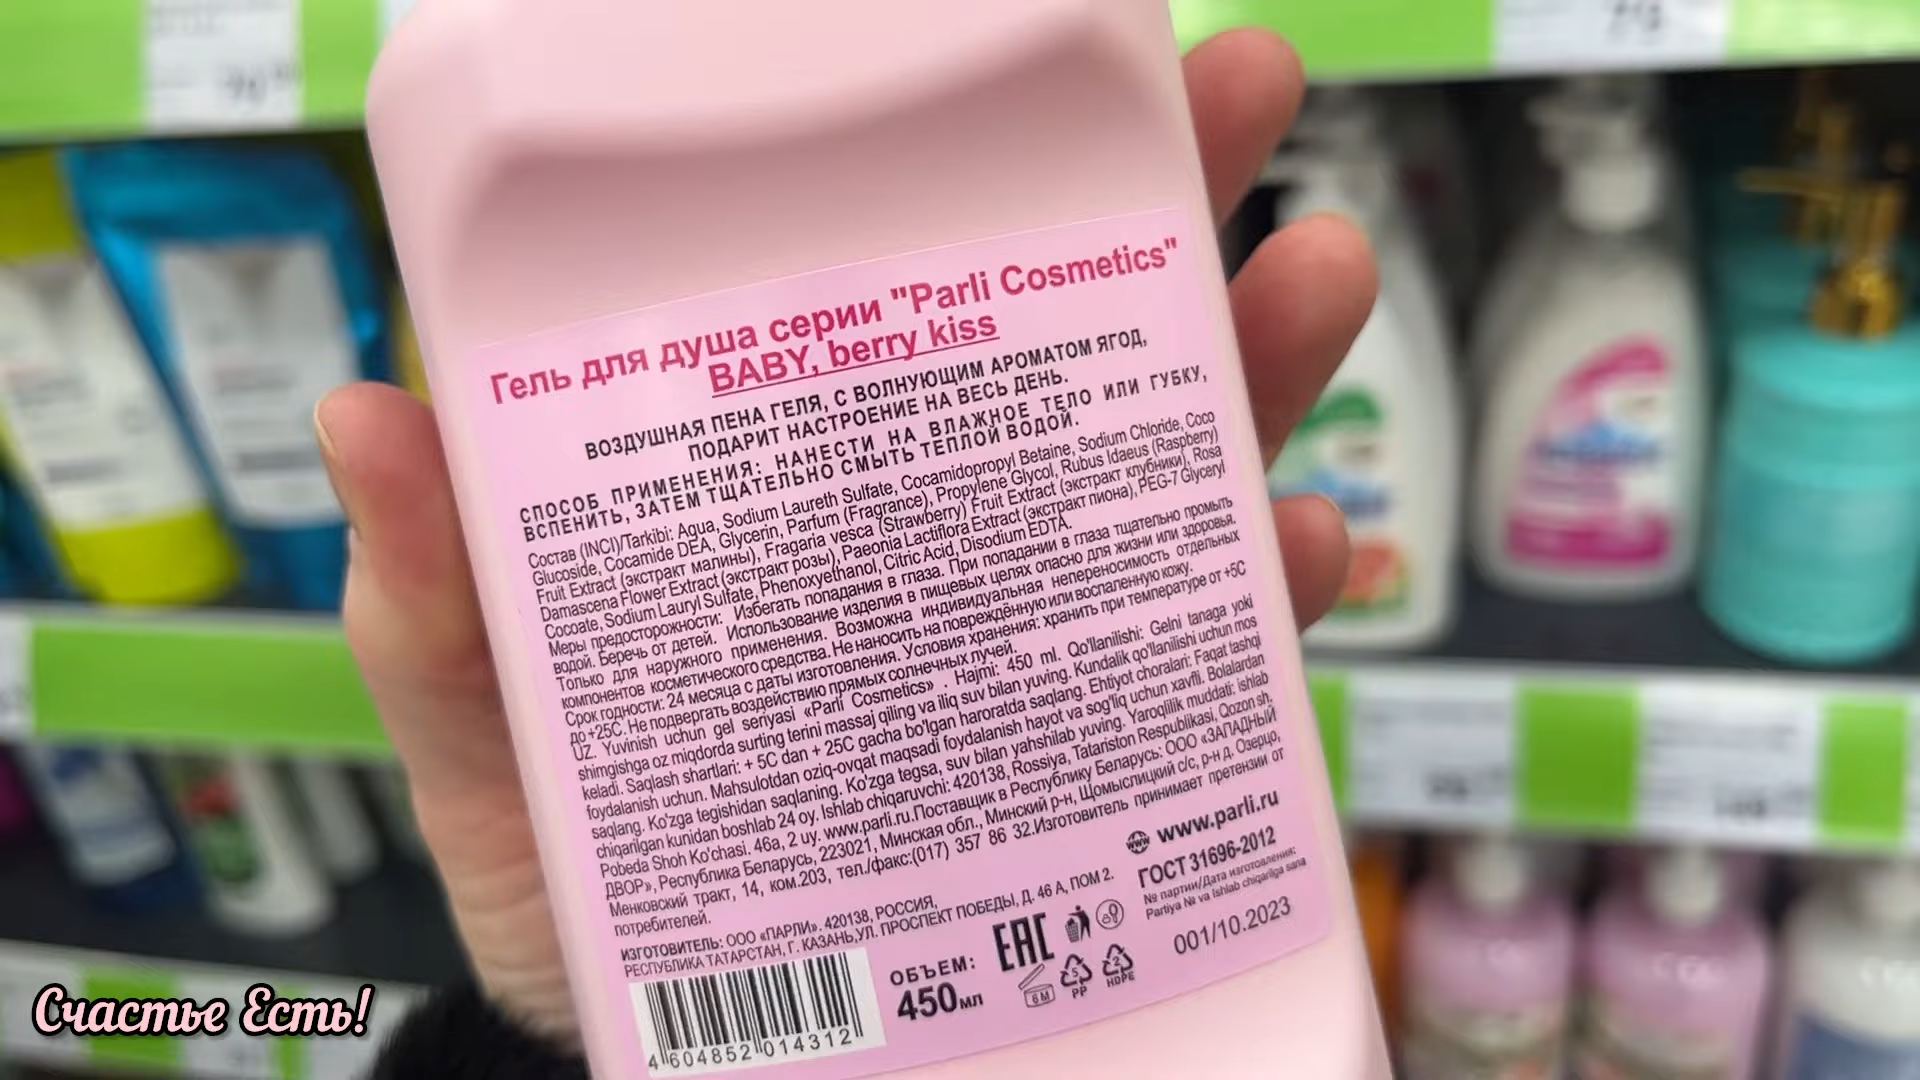 Гель для душа серии "Parli Cosmetics"
BABY, berry kiss
ВОЗДУШНАЯ ПЕНА ГЕЛЯ, С ВОЛНУЮЩИМ АРОМАТОМ ЯГОД,
ПОДАРИТ НАСТРОЕНИЕ НА ВЕСЬ ДЕНЬ.
СПОСОБ ПРИМЕНЕНИЯ: НАНЕСТИ НА ВЛАЖНОЕ ТЕЛО ИЛИ ГУБКУ,
ВСПЕНИТЬ, ЗАТЕМ ТЩАТЕЛЬНО СМЫТЬ ТЕПЛОЙ ВОДОЙ.
Состав (INCI)/Tarkibi: Aqua, Sodium Laureth Sulfate, Cocamidopropyl Betaine, Sodium Chloride, Coco
Glucoside, Cocamide DEA, Glycerin, Parfum (Fragrance), Propylene Glycol, Rubus Idaeus (Raspberry)
Fruit Extract (экстракт малины), Fragaria vesca (Strawberry) Fruit Extract (экстракт клубники), Rosa
Damascena Flower Extract (экстракт розы), Paeonia Lactiflora Extract (экстракт пиона), PEG-7 Glyceryl
Cocoate, Sodium Lauryl Sulfate, Phenoxyethanol, Citric Acid, Disodium EDTA.
Меры предосторожности: Избегать попадания в глаза. При попадании в глаза тщательно промыть
водой. Беречь от детей. Использование изделия в пищевых целях опасно для жизни или здоровья.
Только для наружного применения. Возможна индивидуальная непереносимость отдельных
компонентов косметического средства. Не наносить на повреждённую или воспаленную кожу.
Срок годности: 24 месяца с даты изготовления. Условия хранения: хранить при температуре от +5С
до +25С. Не подвергать воздействию прямых солнечных лучей.
UZ. Yuvinish uchun gel seriyasi «Parli Cosmetics» . Hajmi: 450 ml. Qo'llanilishi: Gelni tanaga yoki
shimgishga oz miqdorda surting terini massaj qiling va iliq suv bilan yuving. Kundalik qo'llanilishi uchun mos
keladi. Saqlash shartlari: + 5C dan + 25C gacha bo'lgan haroratda saqlang. Ehtiyot choralari: Faqat tashqi
foydalanish uchun. Mahsulotdan oziq-ovqat maqsadi foydalanish hayot va sog'liq uchun xavfli. Bolalardan
saqlang. Ko'zga tegishidan saqlaning. Ko'zga tegsa, suv bilan yahshilab yuving. Yaroqlilik muddati: ishlab
chiqarilgan kunidan boshlab 24 oy. Ishlab chiqaruvchi: 420138, Rossiya, Tatariston Respublikasi, Qozon sh.
Pobeda Shoh Ko'chasi. 46a, 2 uy. www.parli.ru.Поставщик в Республику Беларусь: ООО «ЗАПАДНЫЙ
ДВОР», Республика Беларусь, 223021, Минская обл., Минский р-н, Щомыслицкий с/с, р-н д. Озерцо,
Менковский тракт, 14, ком.203, тел./факс:(017) 357 86 32.Изготовитель принимает претензии от
потребителей.
www.parli.ru
ИЗГОТОВИТЕЛЬ: ООО «ПАРЛИ». 420138, РОССИЯ,
РЕСПУБЛИКА ТАТАРСТАН, Г. КАЗАНЬ,УЛ. ПРОСПЕКТ ПОБЕДЫ, Д. 46 А, ПОМ 2.
ГОСТ 31696-2012
№ партии/Дата изготовления:
Partiya № va Ishlab chiqarilga sana
001/10.2023
ОБЪЕМ:
450мл
EAC
6 M
5
PP
2
HDPE
4 604852 014312
Счастье Есть!